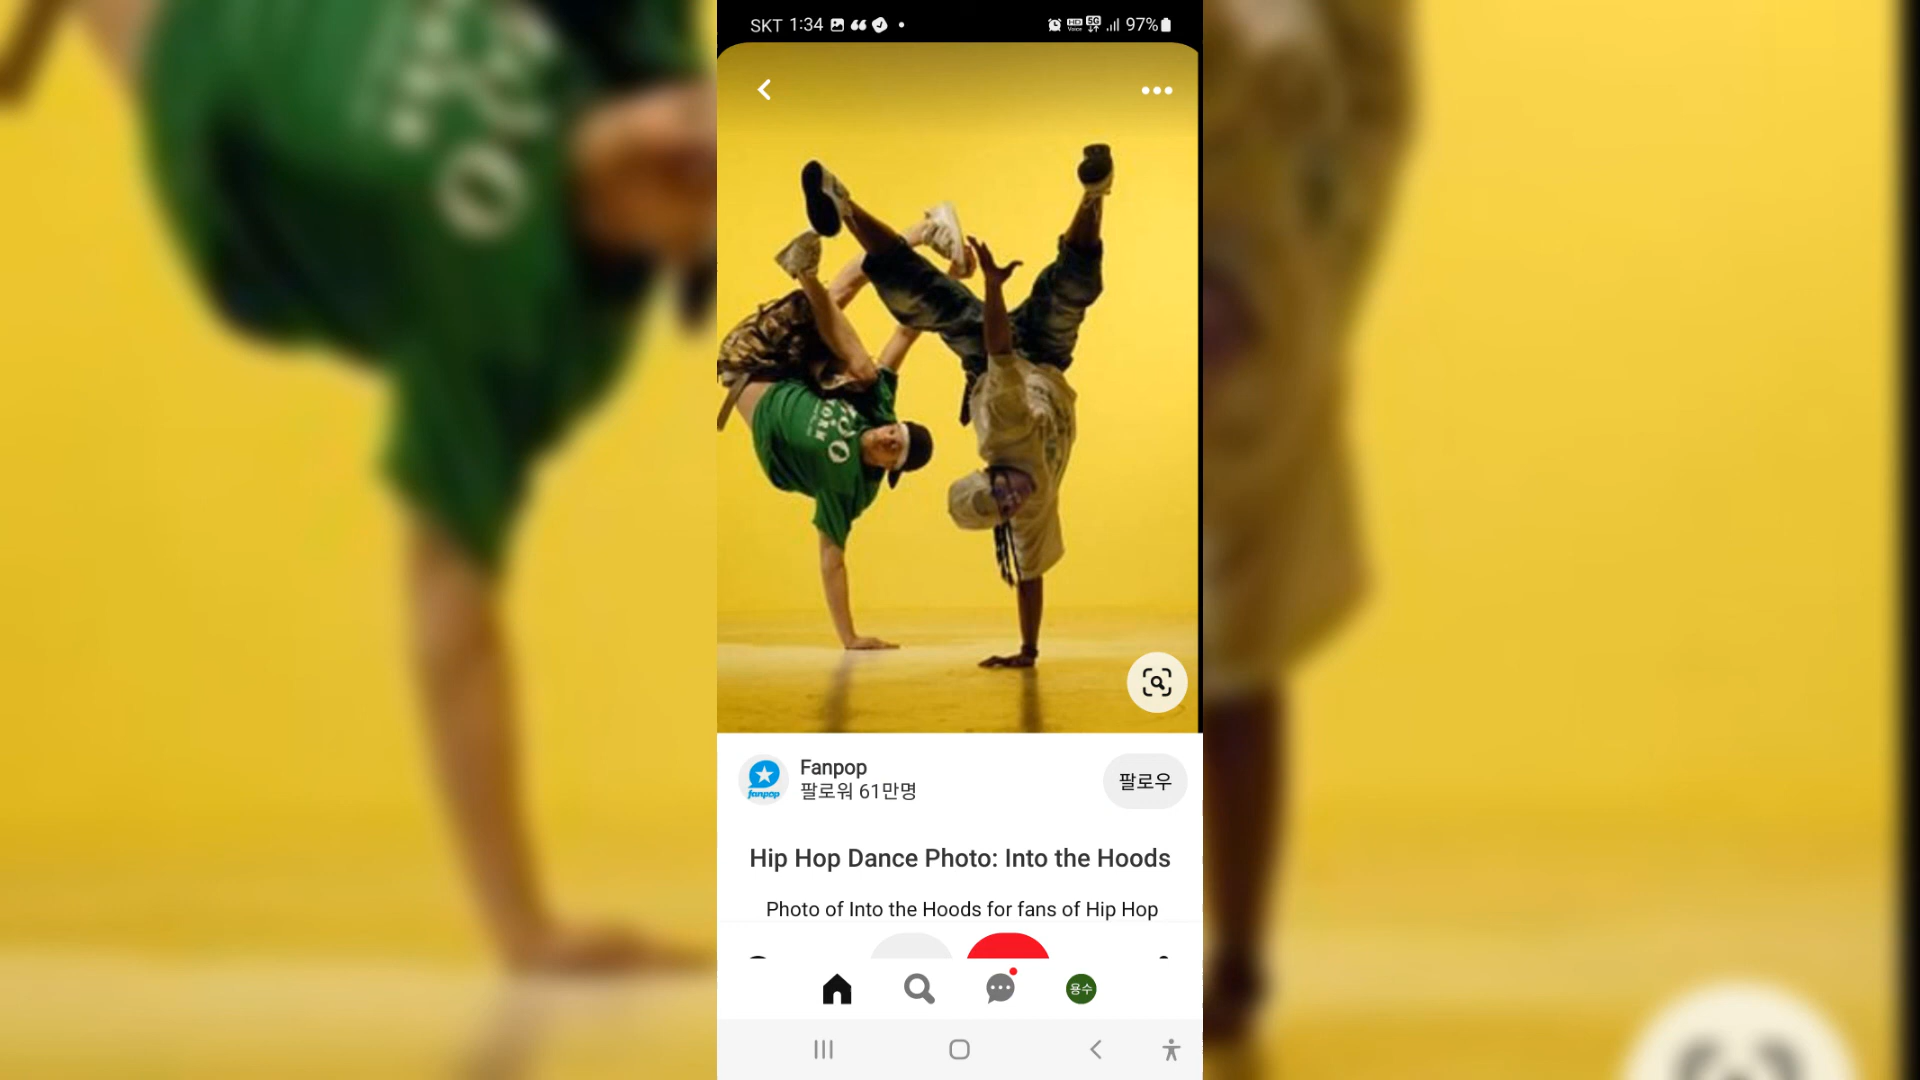 SKT 1:34
97%
fanpop
Fanpop
팔로워 61만명
팔로우
Hip Hop Dance Photo: Into the Hoods
Photo of Into the Hoods for fans of Hip Hop
용수